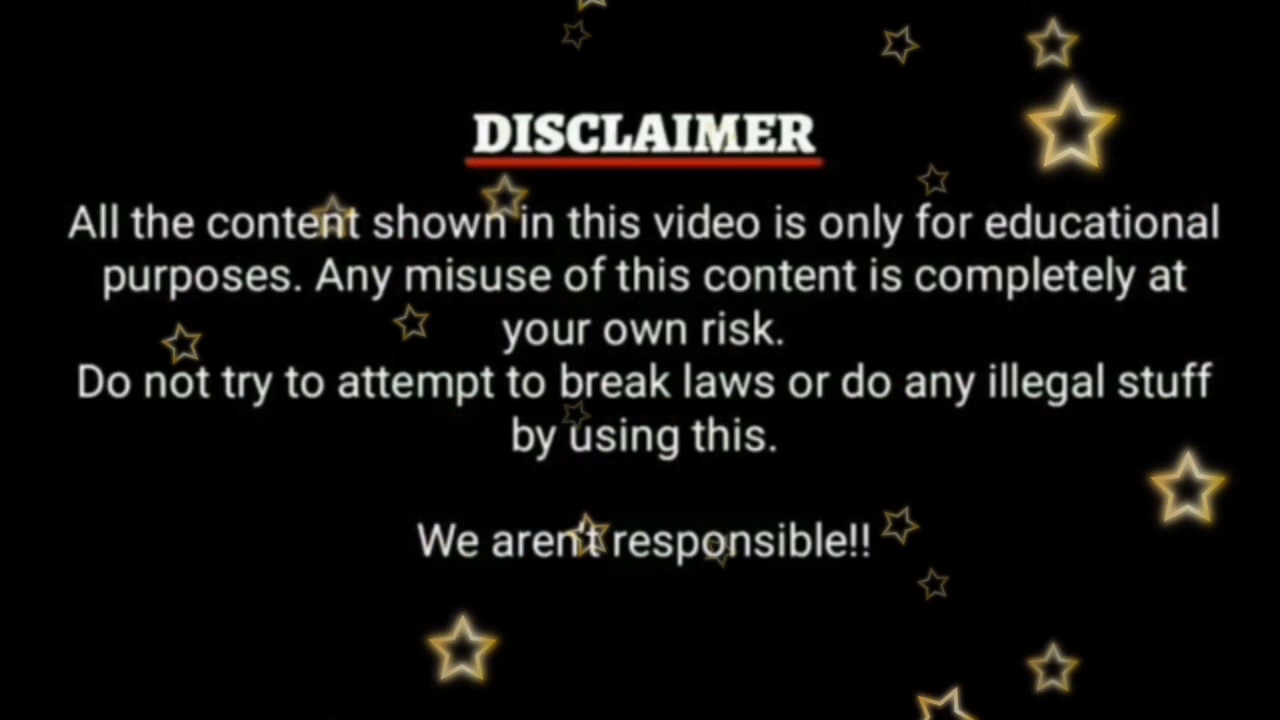 DISCLAIMER
All the content shown in this video is only for educational
purposes. Any misuse of this content is completely at
your own risk.
Do not try to attempt to break laws or do any illegal stuff
by using this.
We aren't responsible!!